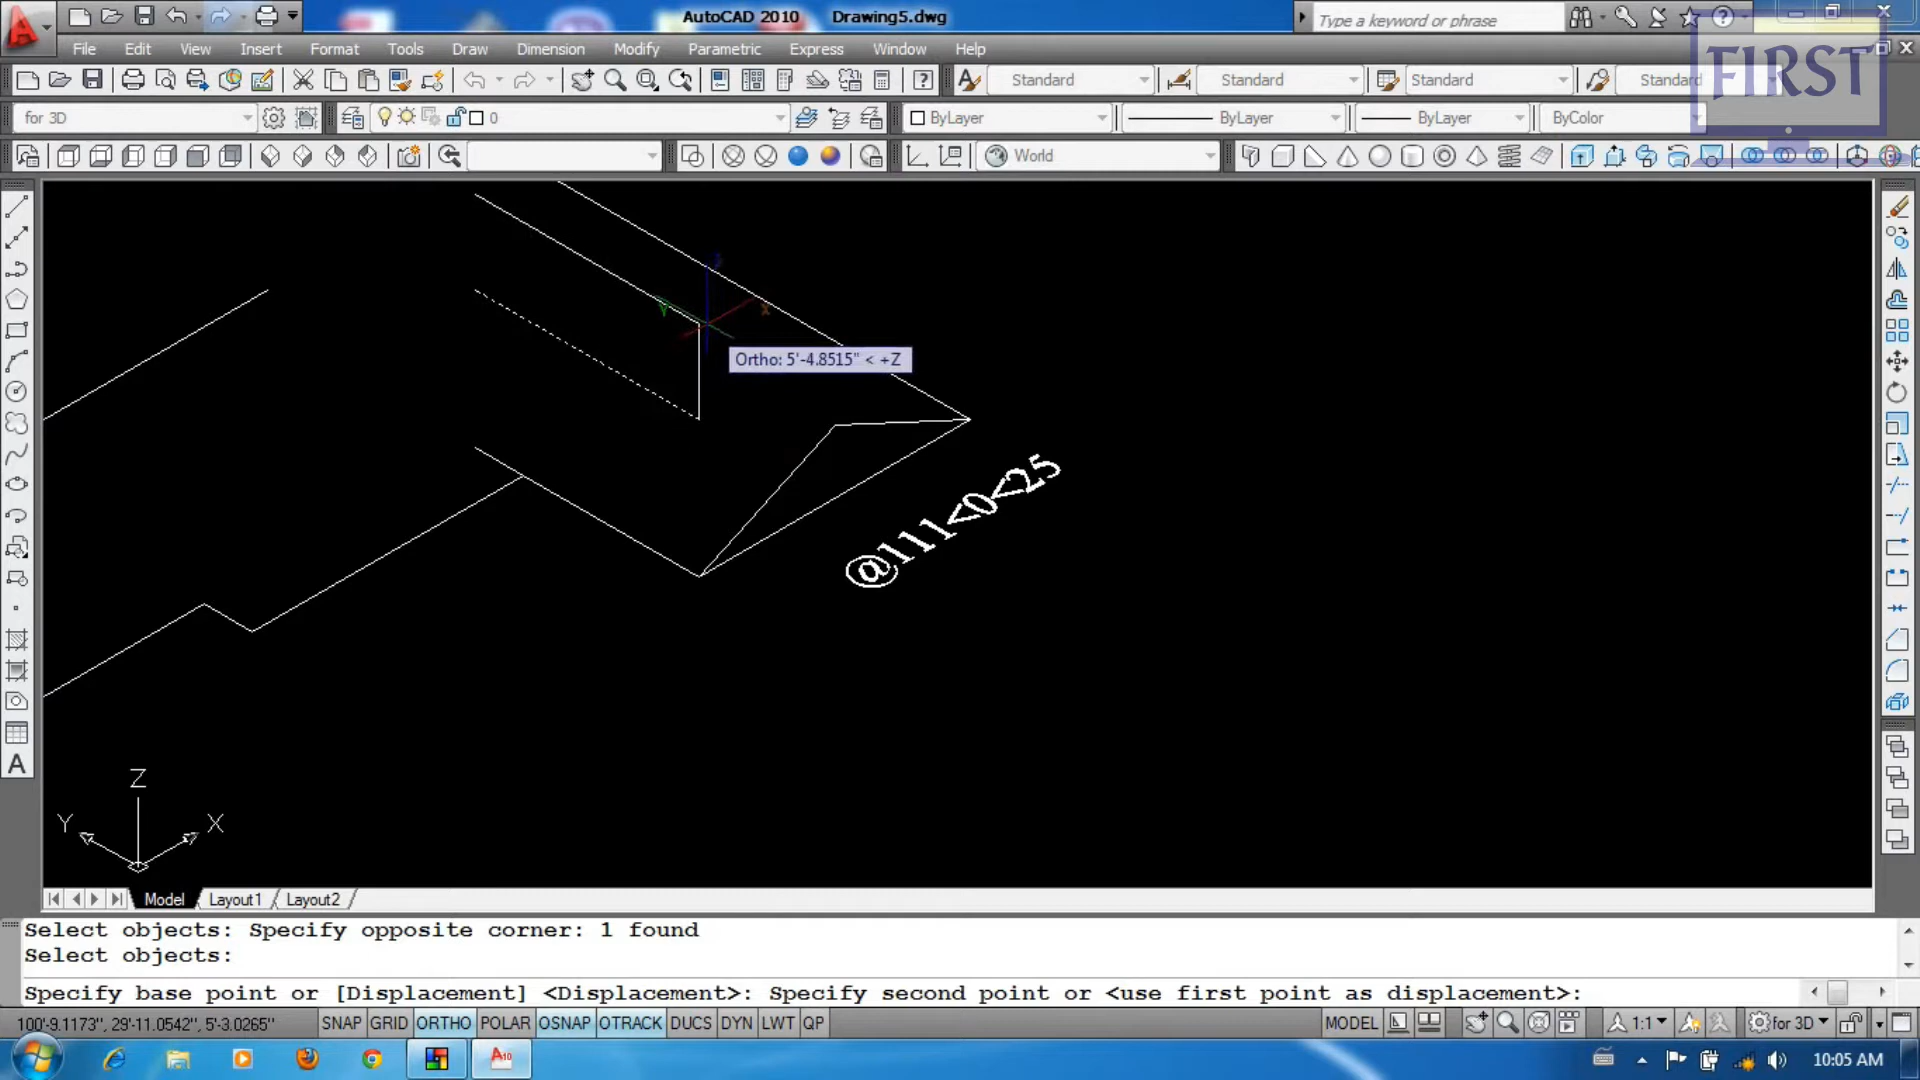 AutoCAD 2010 Drawing5.dwg
Type a keyword or phrase
File Edit View Insert Format Tools Draw Dimension Modify Parametric Express Window Help
FIRST
Standard Standard Standard Standard
for 3D 0 ByLayer ByLayer ByLayer ByColor
World
Y X
Ortho: 5'-4.8515" < +Z
@111<0<25
Z
Y X
Model Layout1 Layout2
Select objects: Specify opposite corner: 1 found
Select objects:
Specify base point or [Displacement] <Displacement>: Specify second point or <use first point as displacement>:
100'-9.1173", 29'-11.0542", 5'-3.0265" SNAP GRID ORTHO POLAR OSNAP OTRACK DUCS DYN LWT QP MODEL 1:1 for 3D
10:05 AM